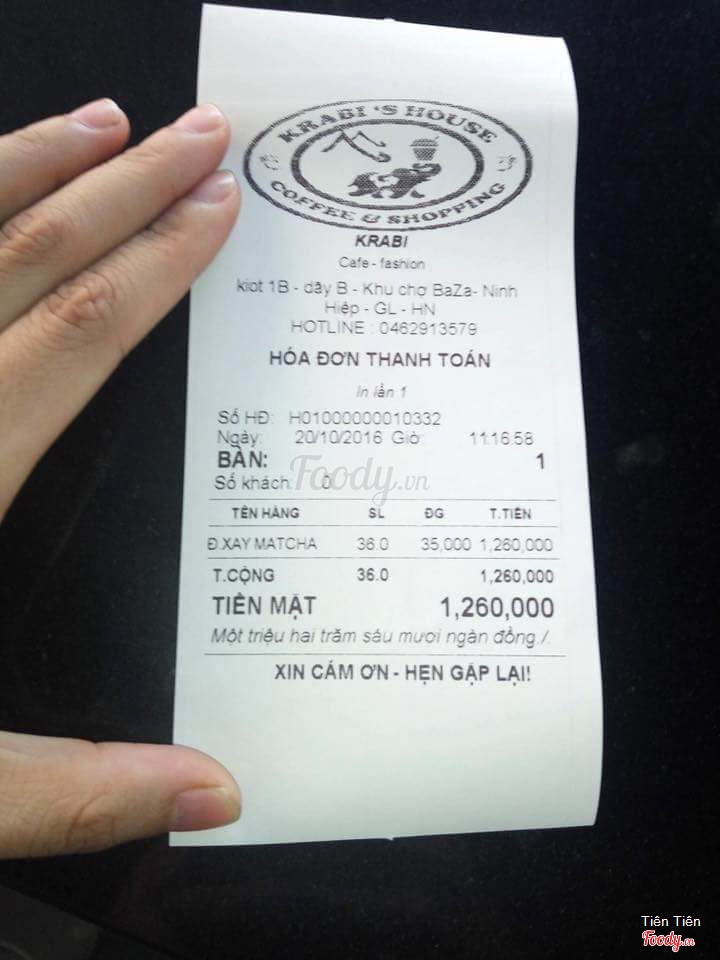 KRABI 'S HOUSE
COFFEE & SHOPPING
KRABI
Cafe - fashion
kiot 1B - dãy B - Khu chợ BaZa- Ninh
Hiệp - GL - HN
HOTLINE : 0462913579
HÓA ĐƠN THANH TOÁN
In lần 1
Số HĐ: H01000000010332
Ngày: 20/10/2016 Giờ: 11:16:58
BÀN: 1
Foody.vn
Số khách: 0
TÊN HÀNG SL ĐG T.TIỀN
Đ.XAY MATCHA 36.0 35,000 1,260,000
T.CỘNG 36.0 1,260,000
TIỀN MẶT 1,260,000
Một triệu hai trăm sáu mươi ngàn đồng./.
XIN CÁM ƠN - HẸN GẶP LẠI!
Tiên Tiên
Foody.vn